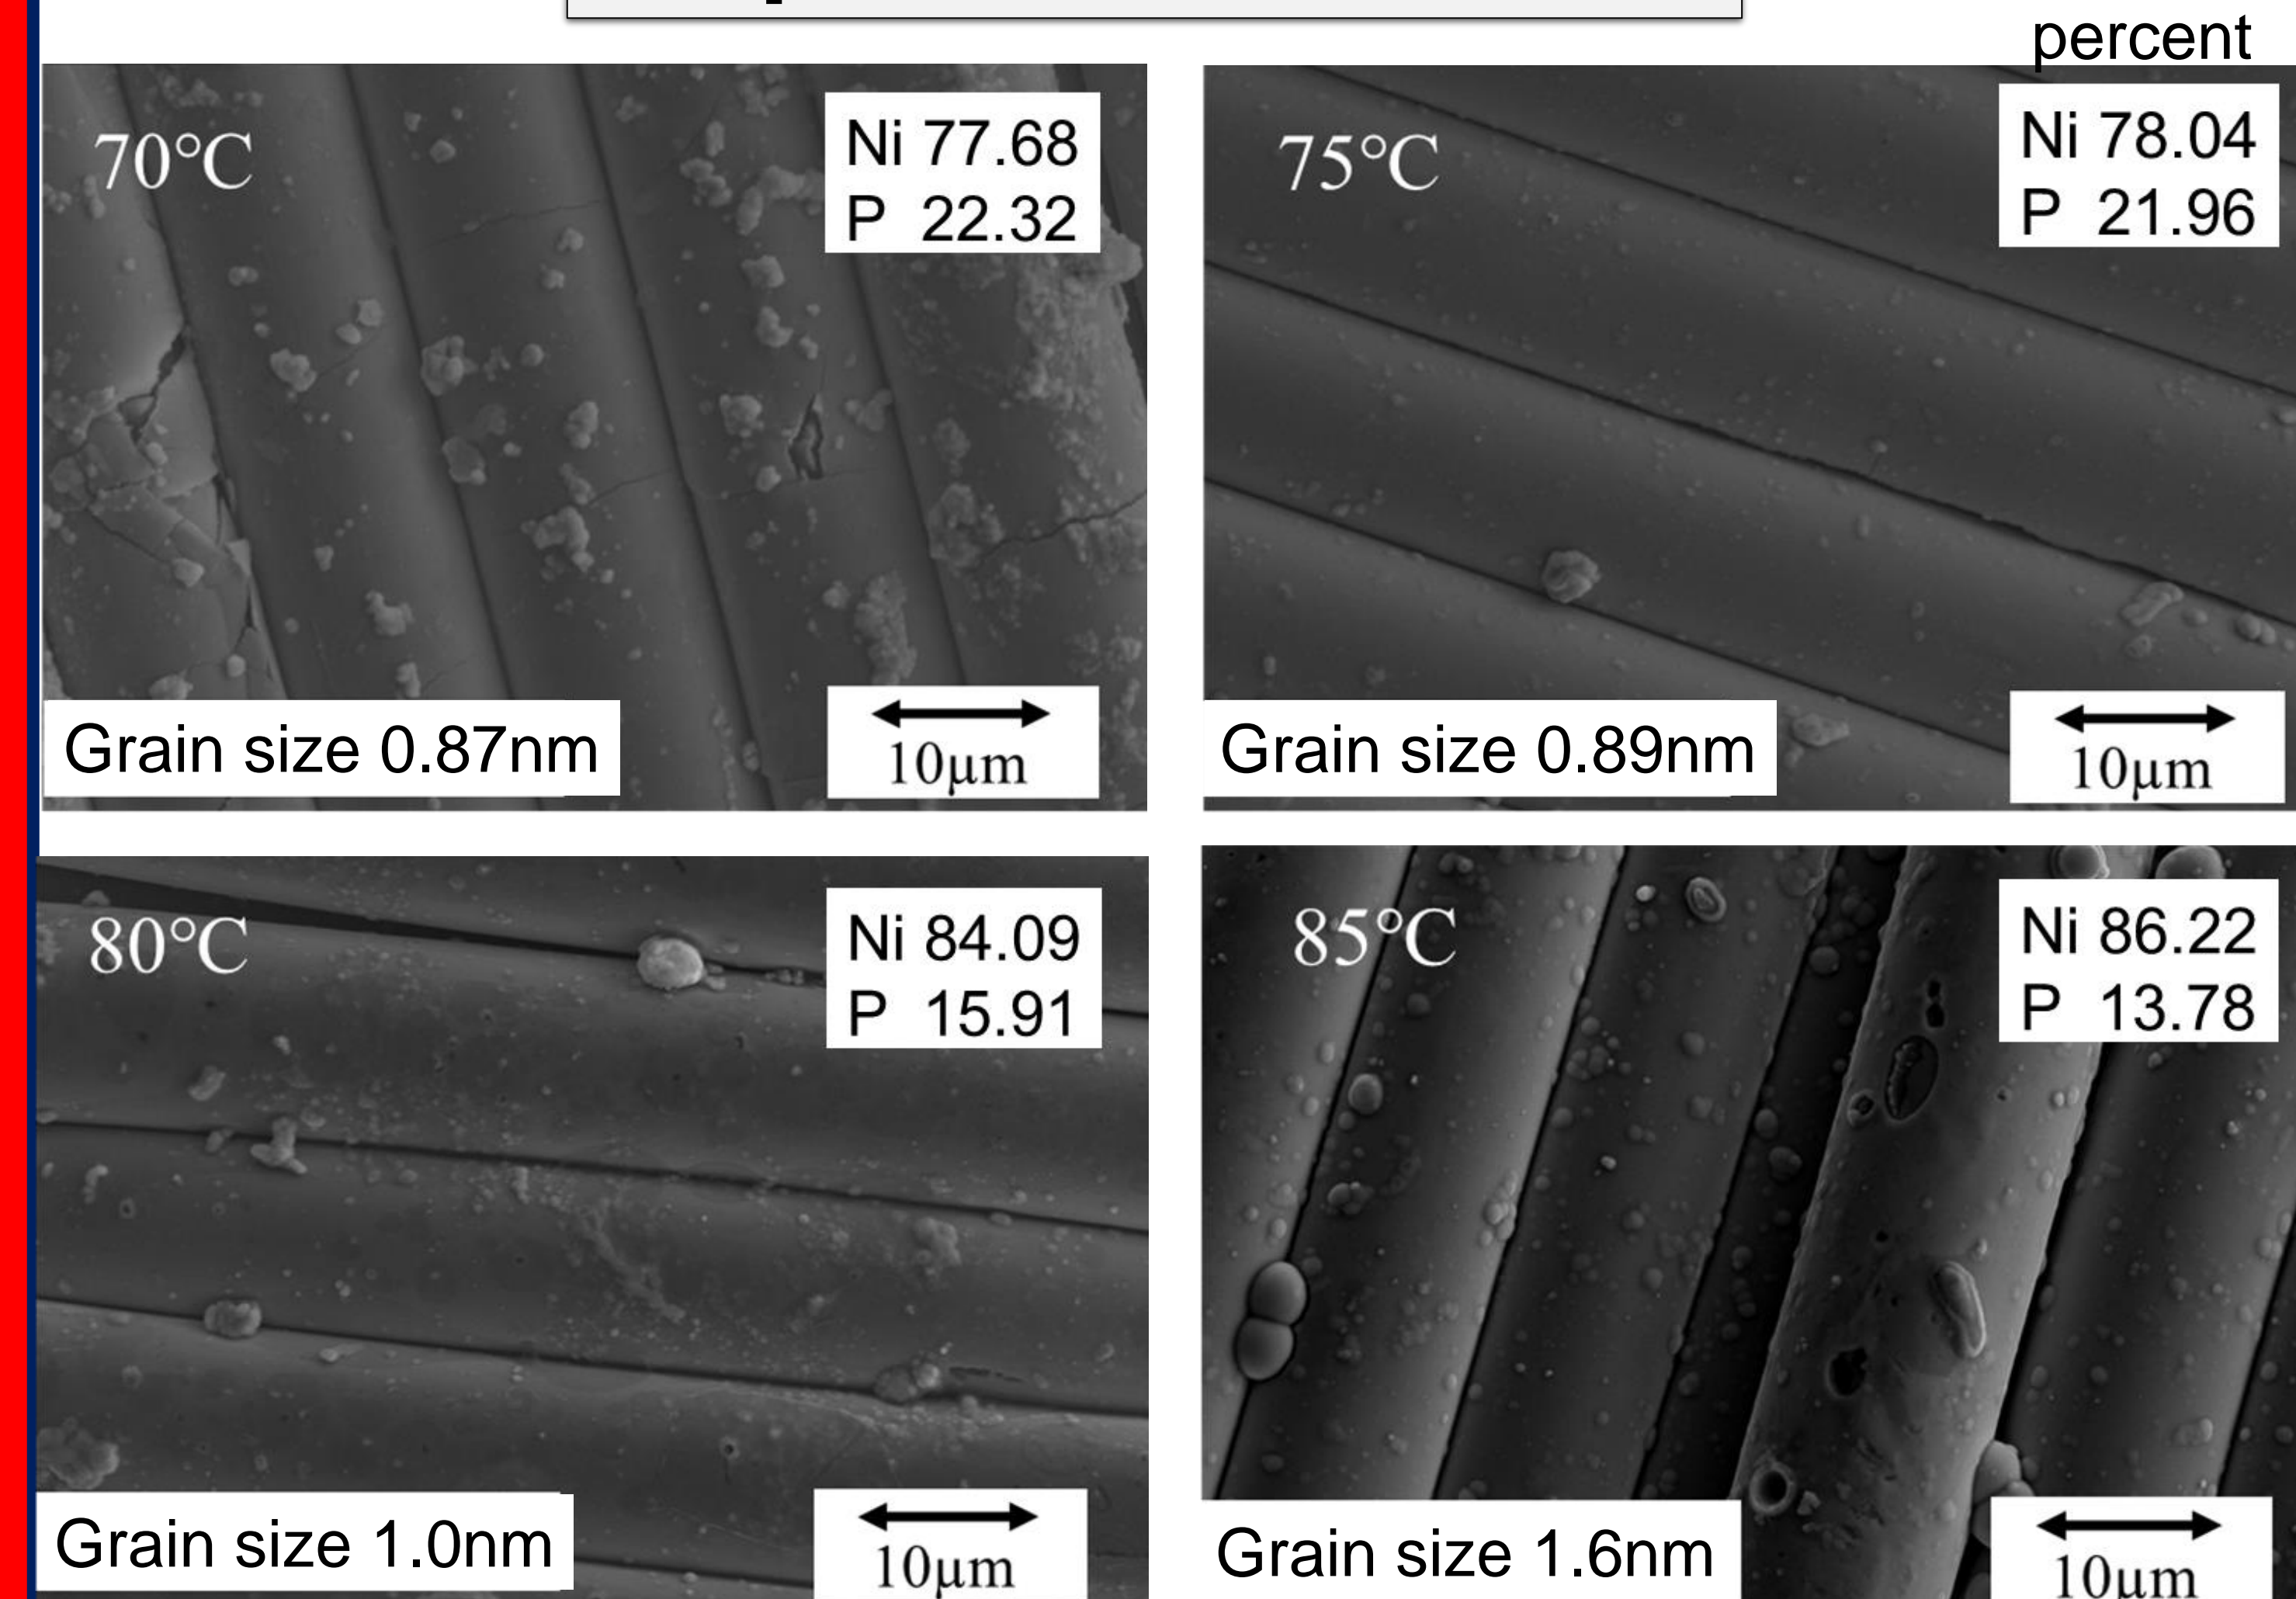 percent
70°C
Ni 77.68
P 22.32
Grain size 0.87nm
10μm
75°C
Ni 78.04
P 21.96
Grain size 0.89nm
10μm
80°C
Ni 84.09
P 15.91
Grain size 1.0nm
10μm
85°C
Ni 86.22
P 13.78
Grain size 1.6nm
10μm